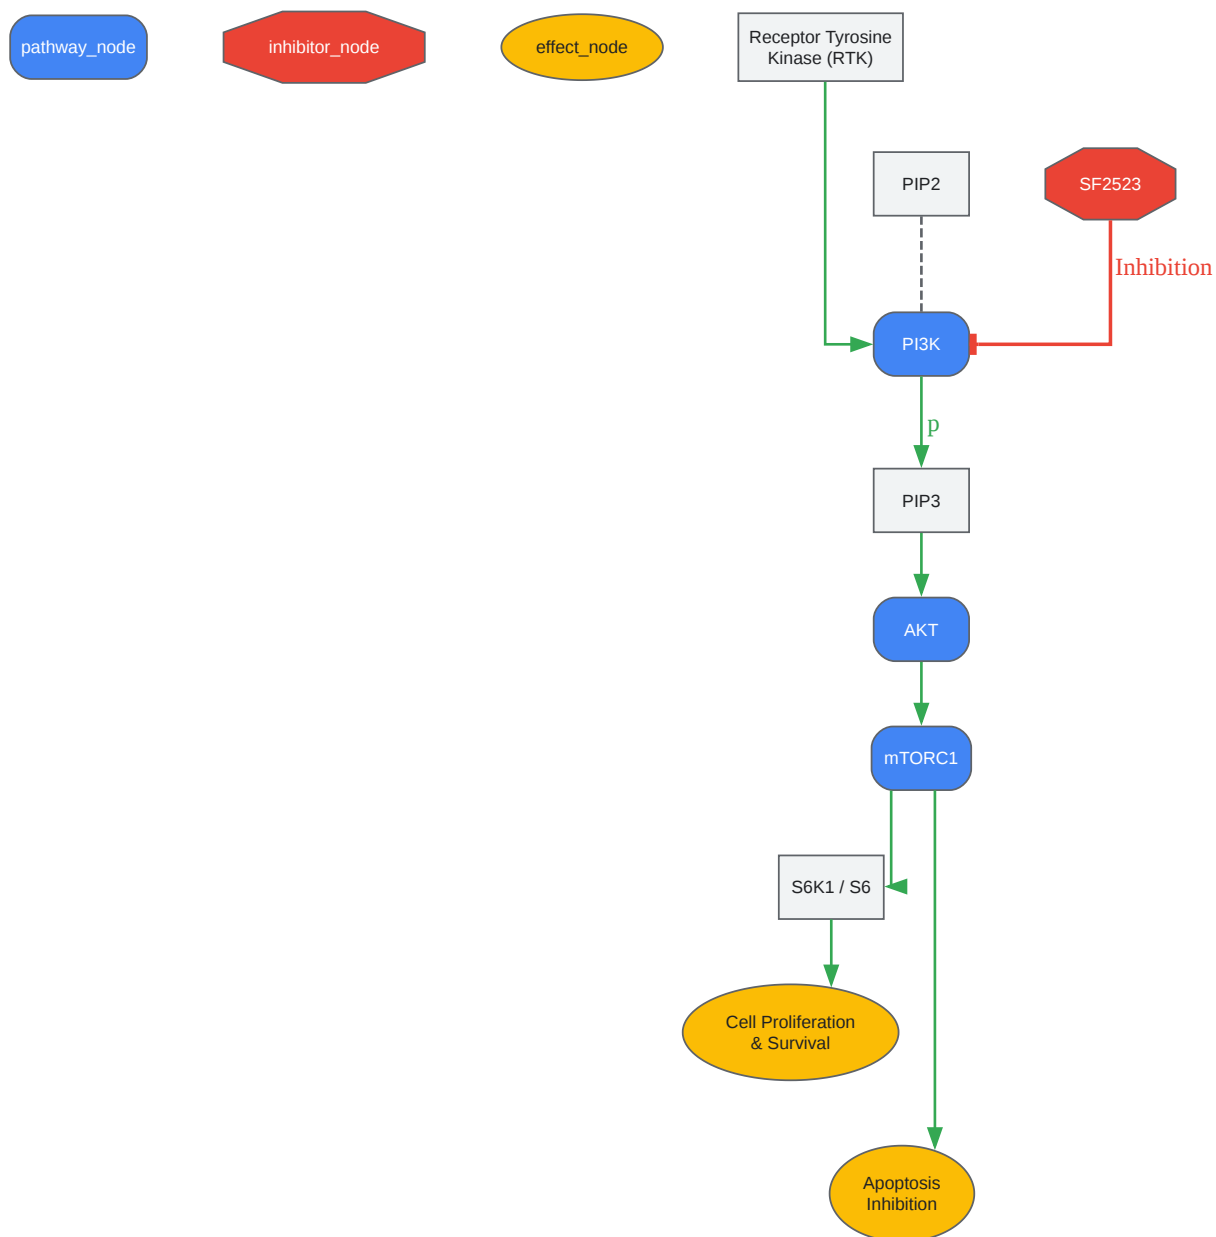 pathway_node
inhibitor_node
effect_node
Receptor Tyrosine
Kinase (RTK)
PIP2
SF2523
Inhibition
PI3K
p
PIP3
AKT
mTORC1
S6K1 / S6
Cell Proliferation
& Survival
Apoptosis
Inhibition